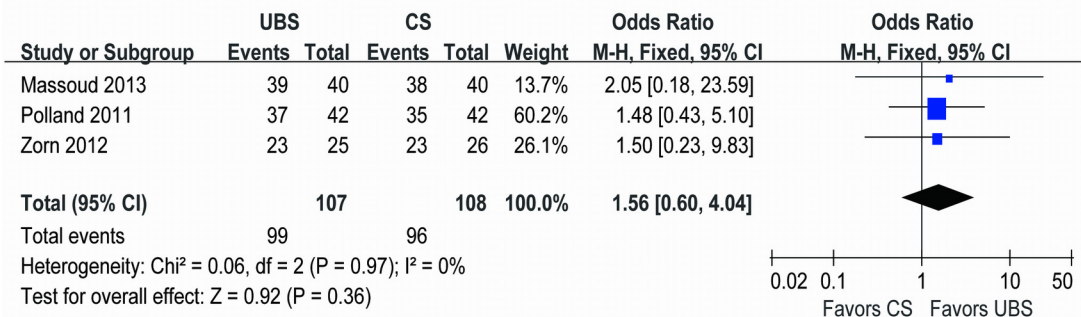 UBS CS Odds Ratio Odds Ratio
Study or Subgroup Events Total Events Total Weight M-H, Fixed, 95% CI M-H, Fixed, 95% CI
Massoud 2013 39 40 38 40 13.7% 2.05 [0.18, 23.59]
Polland 2011 37 42 35 42 60.2% 1.48 [0.43, 5.10]
Zorn 2012 23 25 23 26 26.1% 1.50 [0.23, 9.83]
Total (95% CI) 107 108 100.0% 1.56 [0.60, 4.04]
Total events 99 96
Heterogeneity: Chi² = 0.06, df = 2 (P = 0.97); I² = 0%
Test for overall effect: Z = 0.92 (P = 0.36)
0.02 0.1 1 10 50
Favors CS Favors UBS